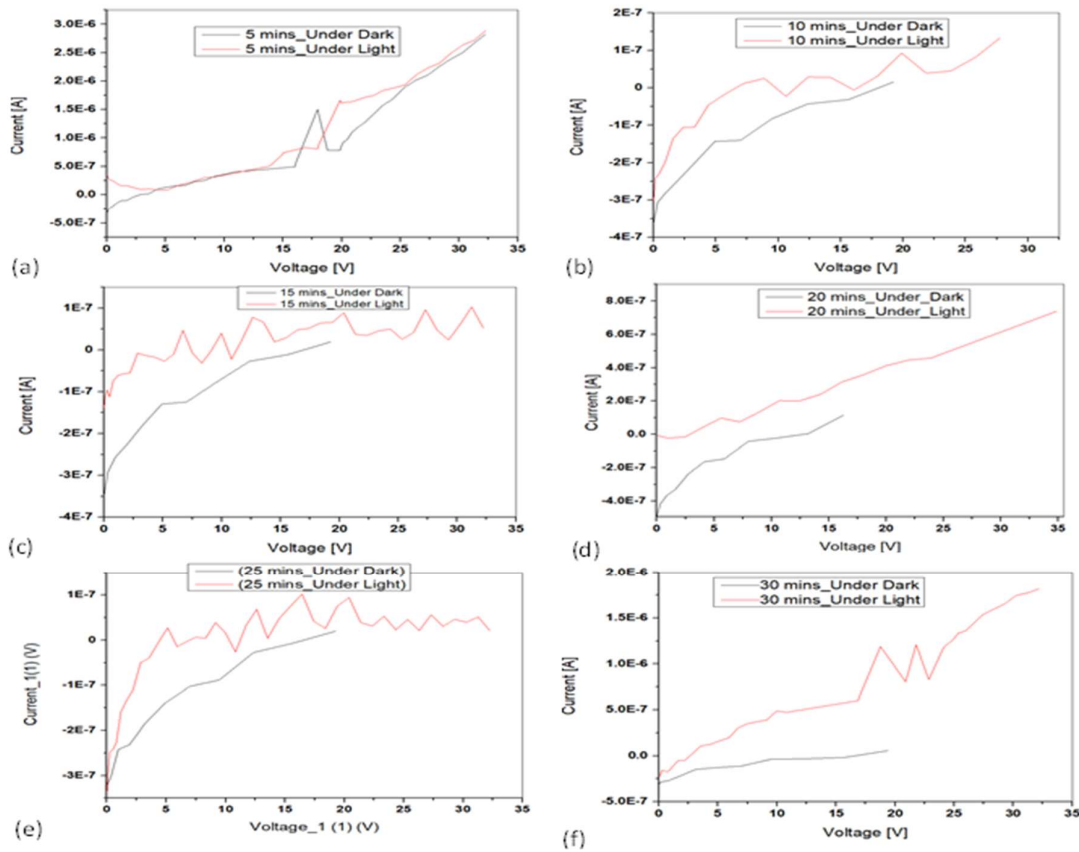 5 mins_Under Dark
5 mins_Under Light
3.0E-6
2.5E-6
2.0E-6
1.5E-6
1.0E-6
5.0E-7
0.0
-5.0E-7
Current [A]
0 5 10 15 20 25 30 35
Voltage [V]
(a)
10 mins_Under Dark
10 mins_Under Light
2E-7
1E-7
0
-1E-7
-2E-7
-3E-7
-4E-7
Current [A]
0 5 10 15 20 25 30
Voltage [V]
(b)
15 mins_Under Dark
15 mins_Under Light
1E-7
0
-1E-7
-2E-7
-3E-7
-4E-7
Current [A]
0 5 10 15 20 25 30 35
Voltage [V]
(c)
20 mins_Under_Dark
20 mins_Under_Light
8.0E-7
6.0E-7
4.0E-7
2.0E-7
0.0
-2.0E-7
-4.0E-7
Current [A]
0 5 10 15 20 25 30 35
Voltage [V]
(d)
(25 mins_Under Dark)
(25 mins_Under Light)
1E-7
0
-1E-7
-2E-7
-3E-7
Current_1(1) (V)
0 5 10 15 20 25 30 35
Voltage_1 (1) (V)
(e)
30 mins_Under Dark
30 mins_Under Light
2.0E-6
1.5E-6
1.0E-6
5.0E-7
0.0
-5.0E-7
Current [A]
0 5 10 15 20 25 30 35
Voltage [V]
(f)